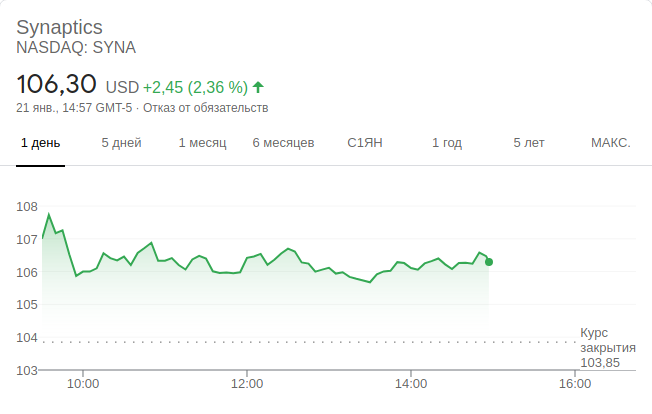 Synaptics
NASDAQ: SYNA
106,30 USD +2,45 (2,36 %)
21 янв., 14:57 GMT-5 · Отказ от обязательств
1 день 5 дней 1 месяц 6 месяцев С1ЯН 1 год 5 лет МАКС.
108
107
106
105
104
Курс
закрытия
103,85
103
10:00 12:00 14:00 16:00